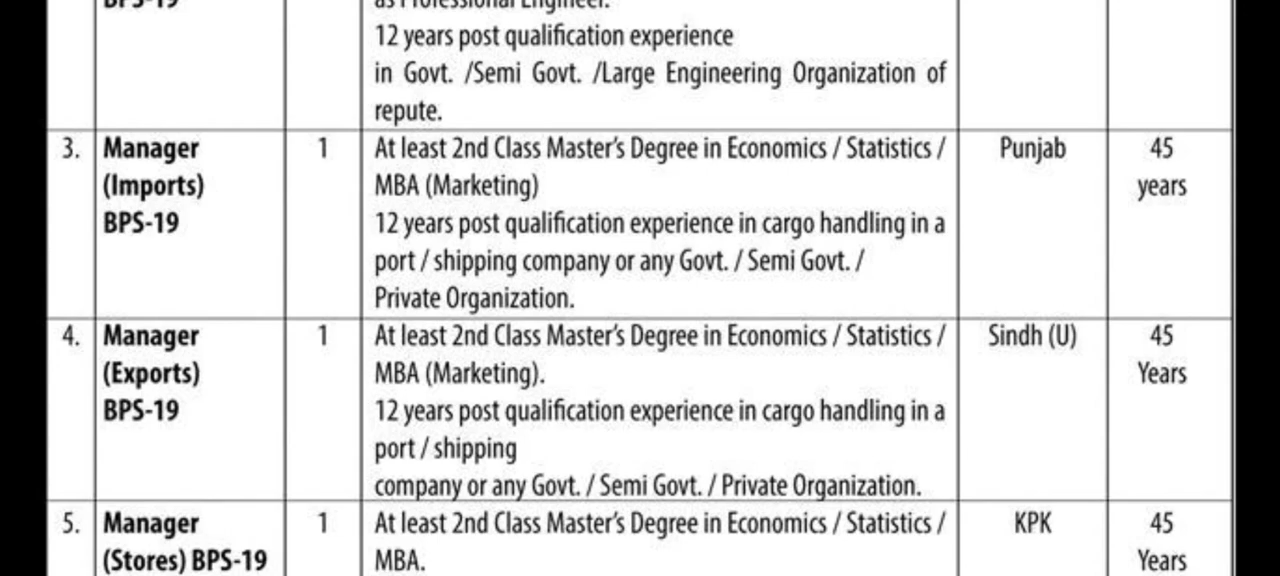 BPS-19
as Professional Engineer.
12 years post qualification experience
in Govt. /Semi Govt. /Large Engineering Organization of
repute.
3. Manager 1 At least 2nd Class Master's Degree in Economics / Statistics / Punjab 45
(Imports) MBA (Marketing) years
BPS-19 12 years post qualification experience in cargo handling in a
port / shipping company or any Govt. / Semi Govt. /
Private Organization.
4. Manager 1 At least 2nd Class Master's Degree in Economics / Statistics / Sindh (U) 45
(Exports) MBA (Marketing). Years
BPS-19 12 years post qualification experience in cargo handling in a
port / shipping
company or any Govt. / Semi Govt. / Private Organization.
5. Manager 1 At least 2nd Class Master's Degree in Economics / Statistics / KPK 45
(Stores) BPS-19 MBA. Years